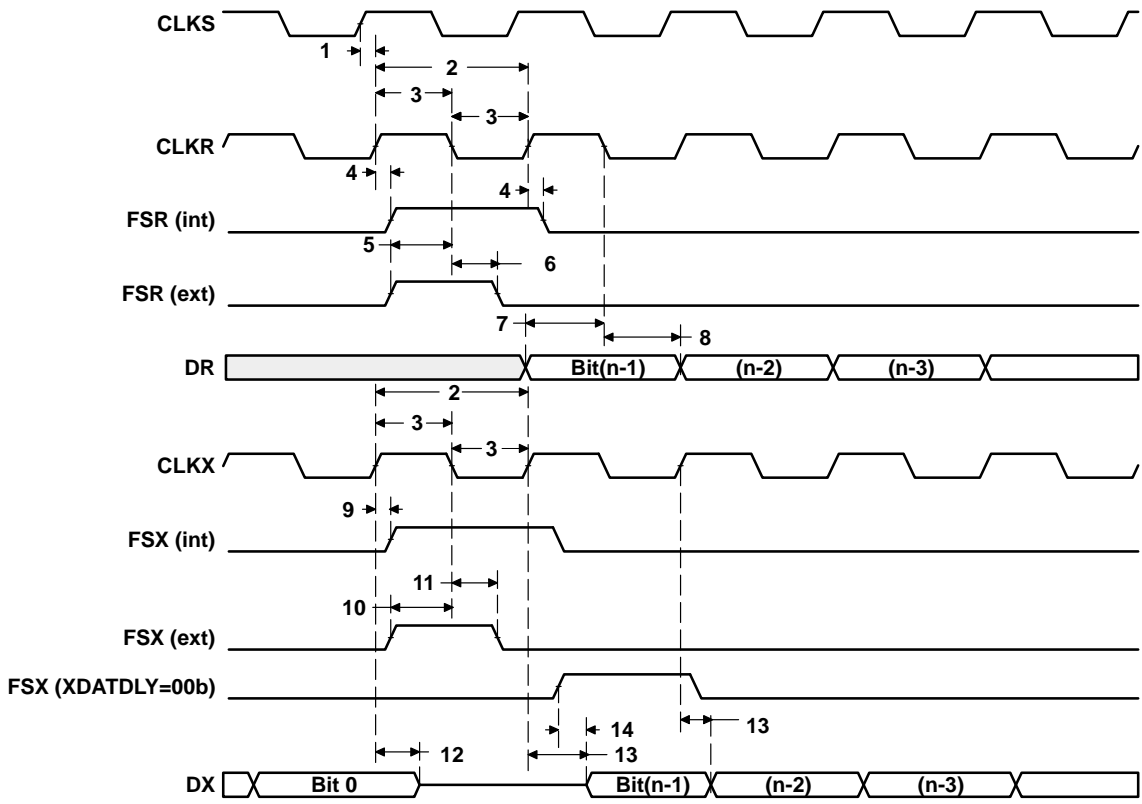 CLKS
1
2
3
3
CLKR
4
4
FSR (int)
5
6
FSR (ext)
7
8
DR Bit(n-1) (n-2) (n-3)
2
3
3
CLKX
9
FSX (int)
11
10
FSX (ext)
FSX (XDATDLY=00b)
14
13
12
13
DX Bit 0 Bit(n-1) (n-2) (n-3)